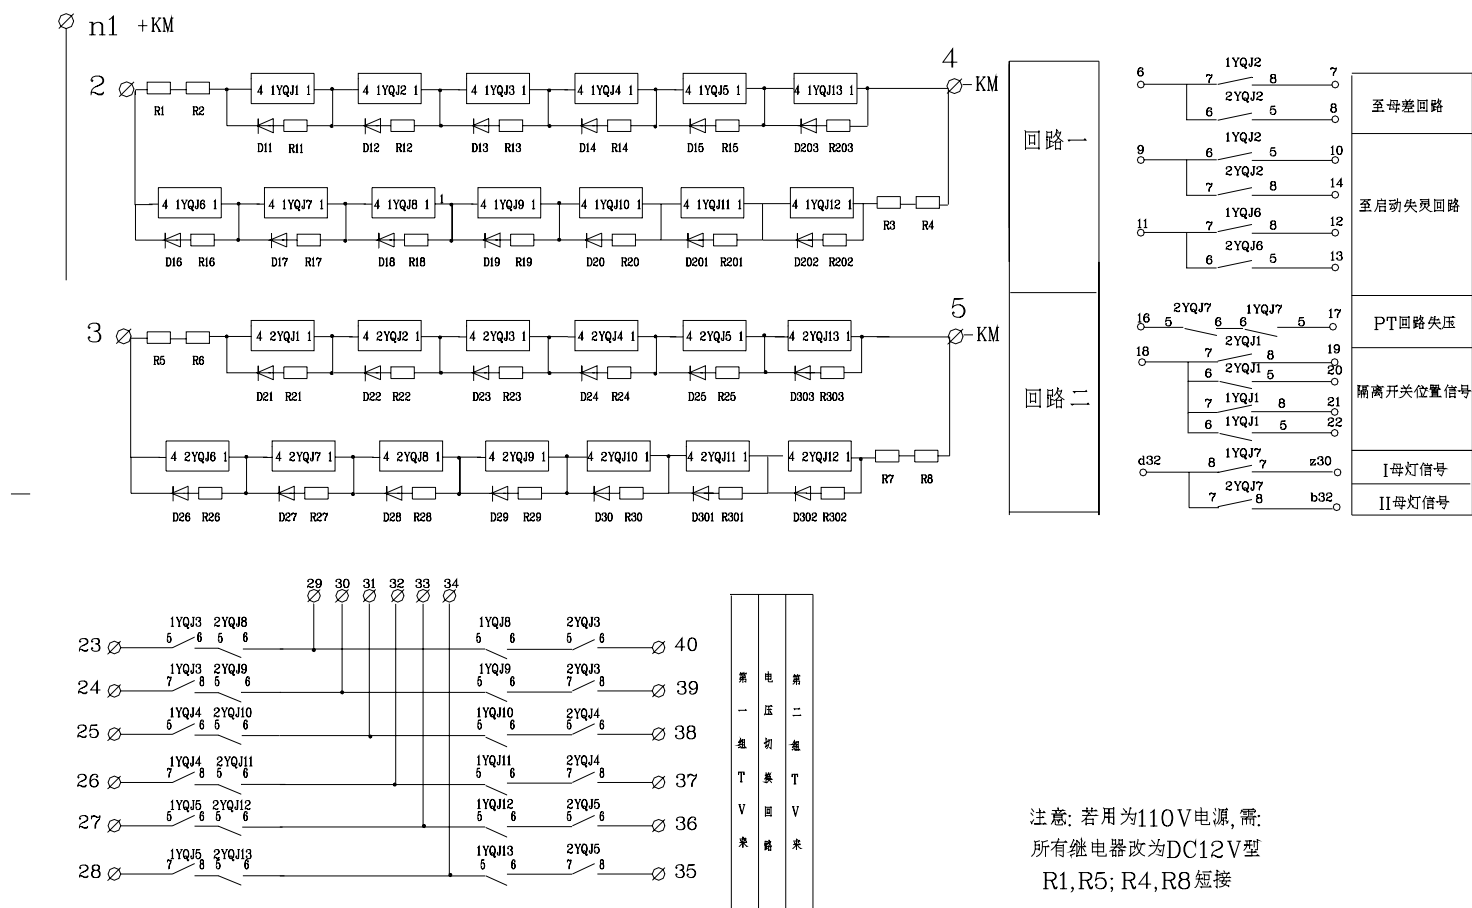 n1 +KM
2 4 -KM
4 1YQJ1 1 4 1YQJ2 1 4 1YQJ3 1 4 1YQJ4 1 4 1YQJ5 1 4 1YQJ13 1
R1 R2
D11 R11 D12 R12 D13 R13 D14 R14 D15 R15 D203 R203
4 1YQJ6 1 4 1YQJ7 1 4 1YQJ8 1 1 4 1YQJ9 1 4 1YQJ10 1 4 1YQJ11 1 4 1YQJ12 1
R3 R4
D16 R16 D17 R17 D18 R18 D19 R19 D20 R20 D201 R201 D202 R202
回路一
3 5 -KM
4 2YQJ1 1 4 2YQJ2 1 4 2YQJ3 1 4 2YQJ4 1 4 2YQJ5 1 4 2YQJ13 1
R5 R6
D21 R21 D22 R22 D23 R23 D24 R24 D25 R25 D303 R303
4 2YQJ6 1 4 2YQJ7 1 4 2YQJ8 1 4 2YQJ9 1 4 2YQJ10 1 4 2YQJ11 1 4 2YQJ12 1
R7 R8
D26 R26 D27 R27 D28 R28 D29 R29 D30 R30 D301 R301 D302 R302
回路二
1YQJ2
6 7 8 7
2YQJ2
6 5 8
至母差回路
1YQJ2
9 6 5 10
2YQJ2
7 8 14
1YQJ6
11 7 8 12
2YQJ6
6 5 13
至启动失灵回路
2YQJ7 1YQJ7
16 5 6 6 5 17
PT回路失压
2YQJ1
18 7 8 19
2YQJ1
6 5 20
1YQJ1
7 8 21
1YQJ1
6 5 22
隔离开关位置信号
1YQJ7
d32 8 7 z30
I母灯信号
2YQJ7
7 8 b32
II母灯信号
29 30 31 32 33 34
1YQJ3 2YQJ8 1YQJ8 2YQJ3
23 5 6 5 6 5 6 5 6 40
1YQJ3 2YQJ9 1YQJ9 2YQJ3
24 7 8 5 6 5 6 7 8 39
1YQJ4 2YQJ10 1YQJ10 2YQJ4
25 5 6 5 6 5 6 5 6 38
1YQJ4 2YQJ11 1YQJ11 2YQJ4
26 7 8 5 6 5 6 7 8 37
1YQJ5 2YQJ12 1YQJ12 2YQJ5
27 5 6 5 6 5 6 5 6 36
1YQJ5 2YQJ13 1YQJ13 2YQJ5
28 7 8 5 6 5 6 7 8 35
第一组TV来
电压切换回路
第二组TV来
注意: 若用为110V电源, 需:
所有继电器改为DC12V型
R1,R5; R4,R8短接